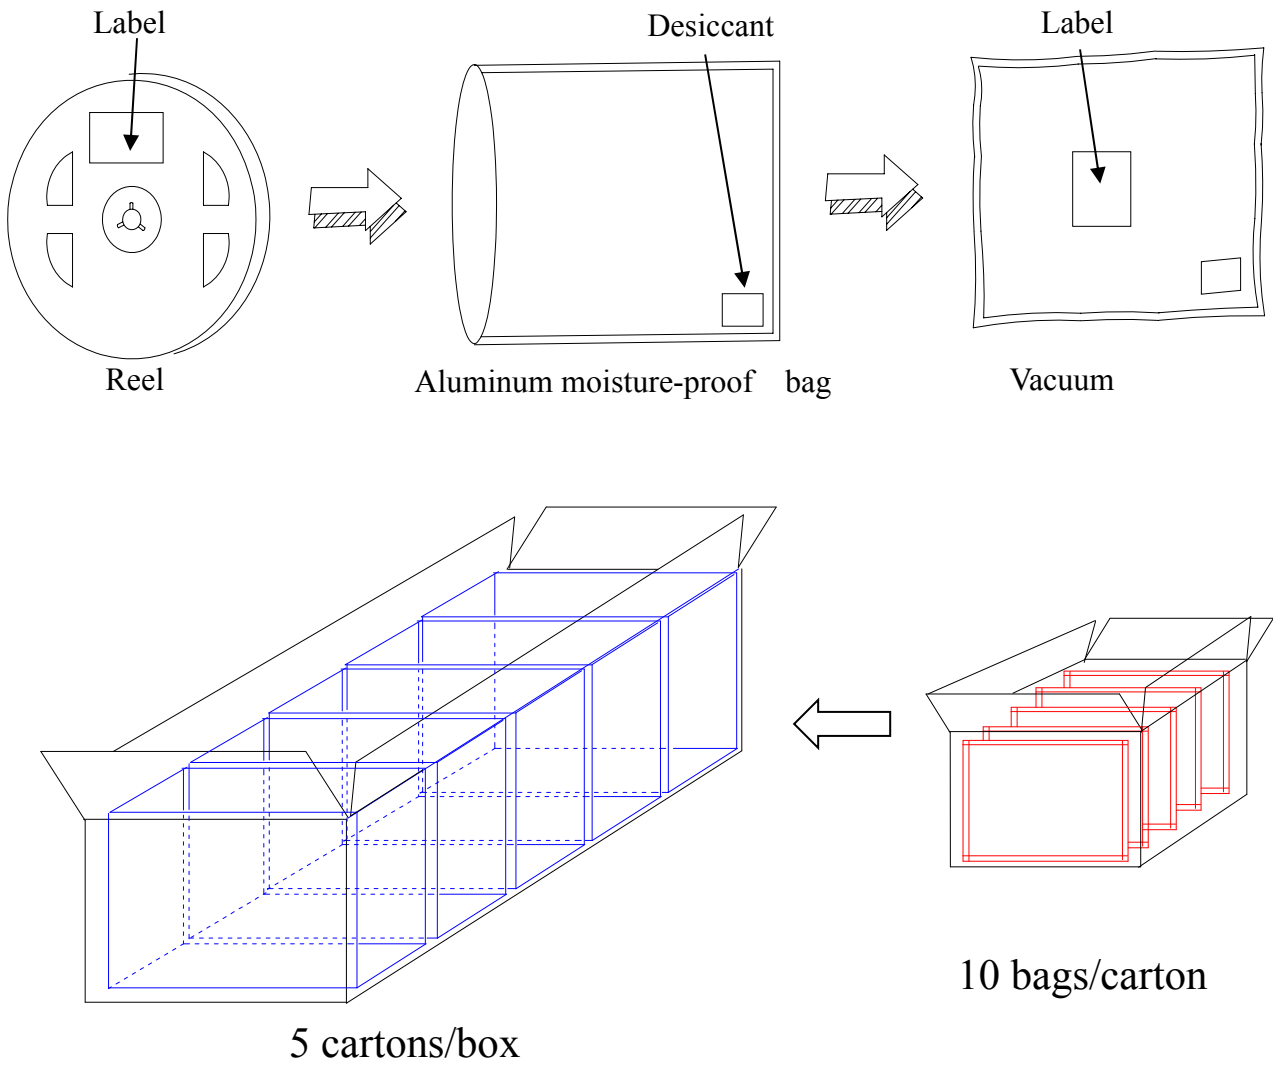 Label
Desiccant
Label
Reel
Aluminum moisture-proof bag
Vacuum
10 bags/carton
5 cartons/box